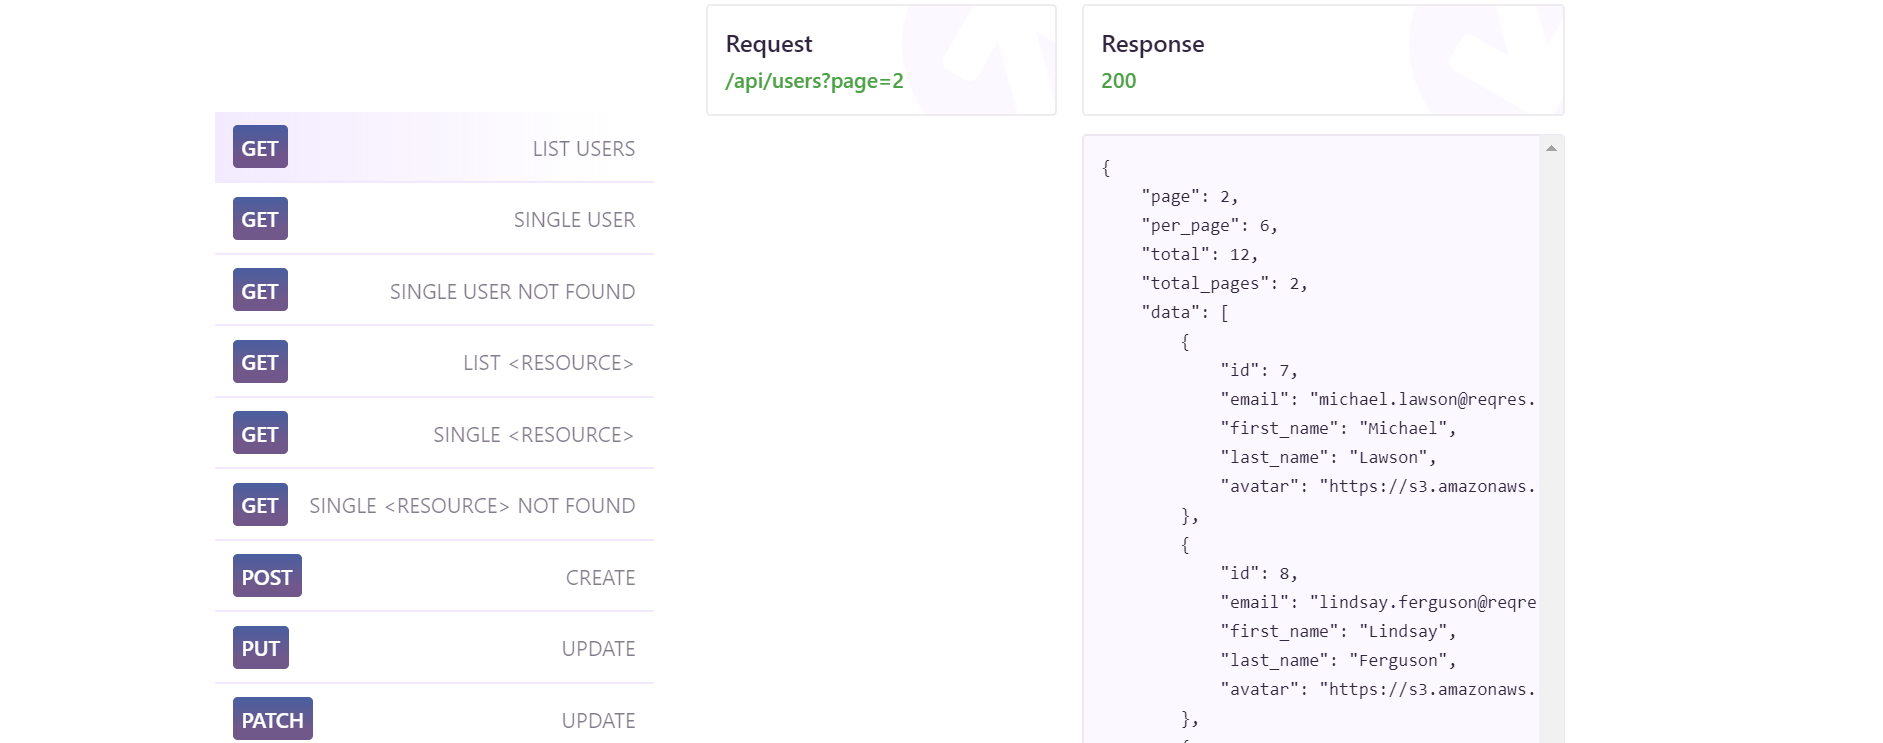 Request
/api/users?page=2
Response
200
GET LIST USERS
GET SINGLE USER
GET SINGLE USER NOT FOUND
GET LIST <RESOURCE>
GET SINGLE <RESOURCE>
GET SINGLE <RESOURCE> NOT FOUND
POST CREATE
PUT UPDATE
PATCH UPDATE
{
    "page": 2,
    "per_page": 6,
    "total": 12,
    "total_pages": 2,
    "data": [
        {
            "id": 7,
            "email": "michael.lawson@reqres.
            "first_name": "Michael",
            "last_name": "Lawson",
            "avatar": "https://s3.amazonaws.
        },
        {
            "id": 8,
            "email": "lindsay.ferguson@reqre
            "first_name": "Lindsay",
            "last_name": "Ferguson",
            "avatar": "https://s3.amazonaws.
        },